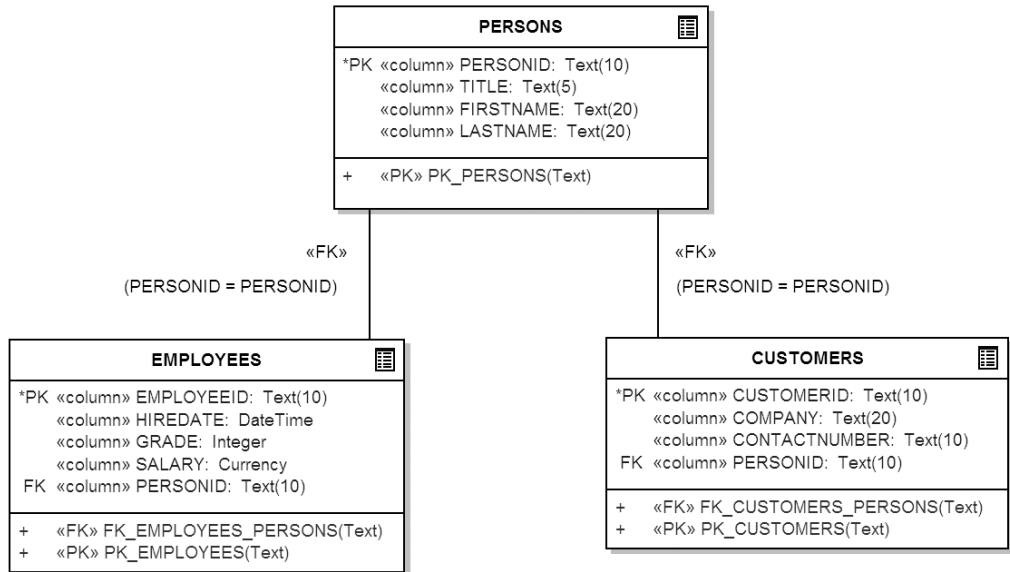 PERSONS
*PK «column» PERSONID: Text(10)
«column» TITLE: Text(5)
«column» FIRSTNAME: Text(20)
«column» LASTNAME: Text(20)
+ «PK» PK_PERSONS(Text)
«FK»
(PERSONID = PERSONID)
«FK»
(PERSONID = PERSONID)
EMPLOYEES
*PK «column» EMPLOYEEID: Text(10)
«column» HIREDATE: DateTime
«column» GRADE: Integer
«column» SALARY: Currency
FK «column» PERSONID: Text(10)
+ «FK» FK_EMPLOYEES_PERSONS(Text)
+ «PK» PK_EMPLOYEES(Text)
CUSTOMERS
*PK «column» CUSTOMERID: Text(10)
«column» COMPANY: Text(20)
«column» CONTACTNUMBER: Text(10)
FK «column» PERSONID: Text(10)
+ «FK» FK_CUSTOMERS_PERSONS(Text)
+ «PK» PK_CUSTOMERS(Text)